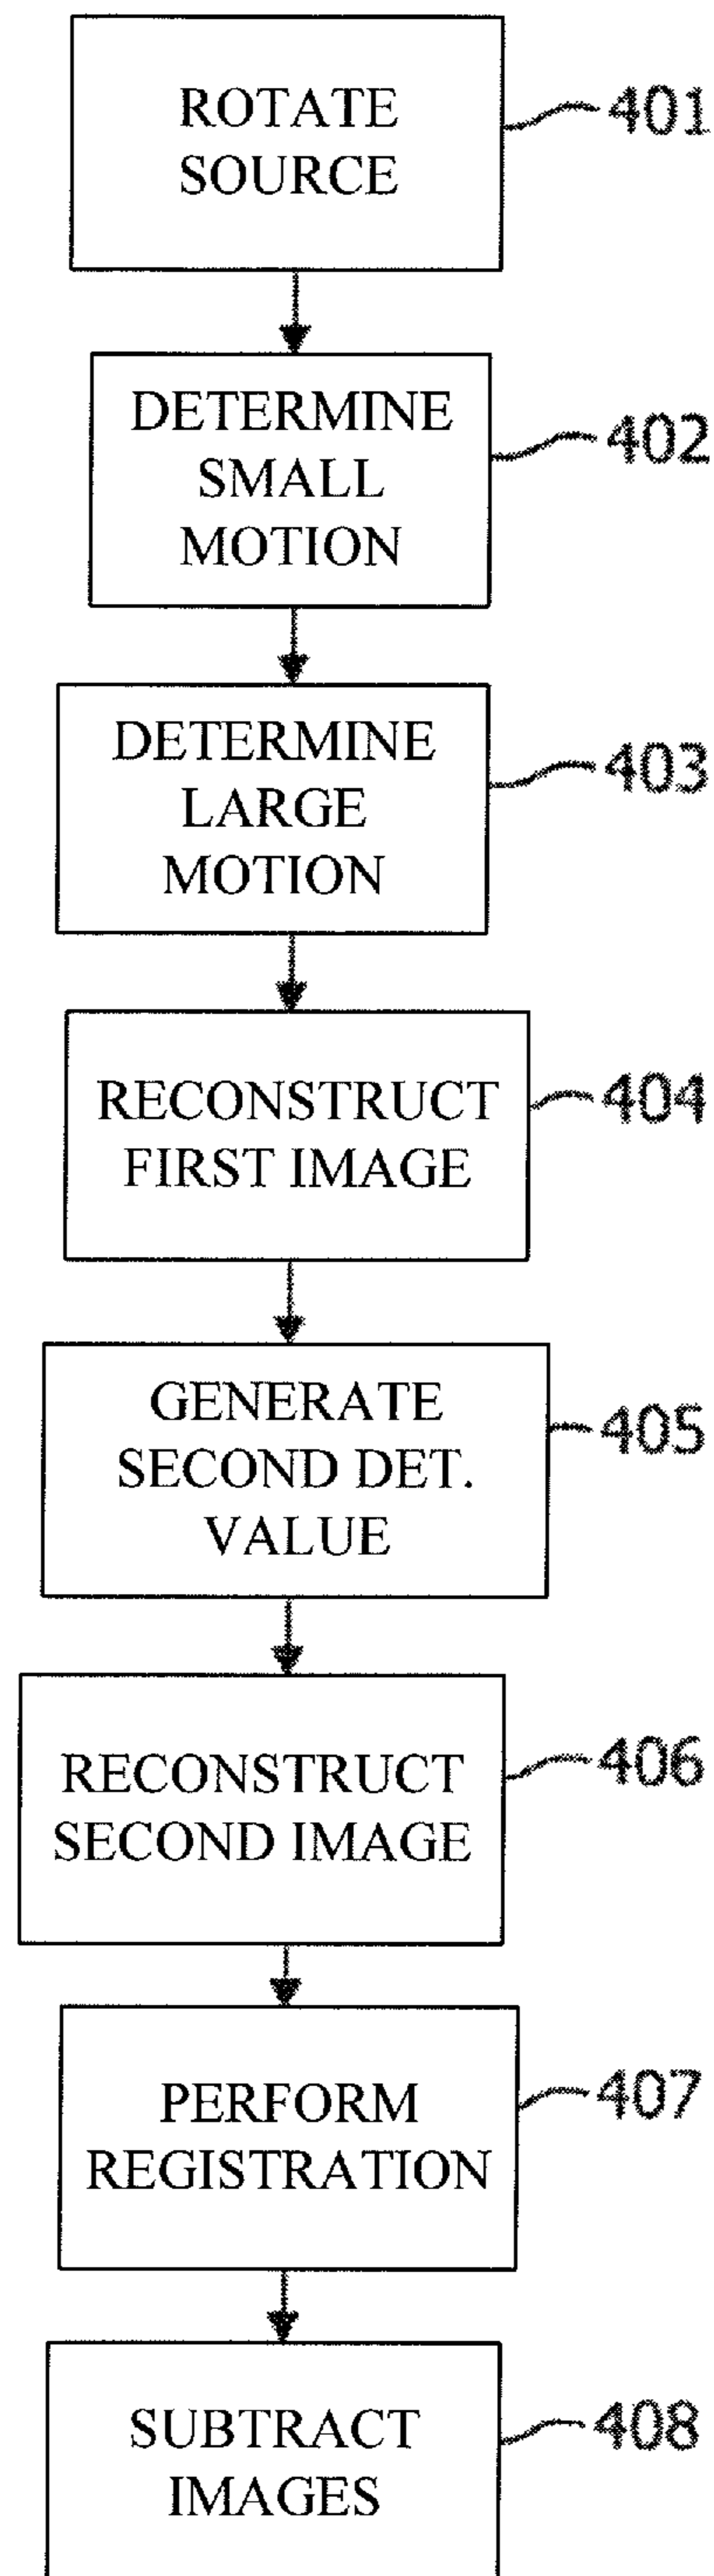 ROTATE
SOURCE
401
DETERMINE
SMALL
MOTION
402
DETERMINE
LARGE
MOTION
403
RECONSTRUCT
FIRST IMAGE
404
GENERATE
SECOND DET.
VALUE
405
RECONSTRUCT
SECOND IMAGE
406
PERFORM
REGISTRATION
407
SUBTRACT
IMAGES
408